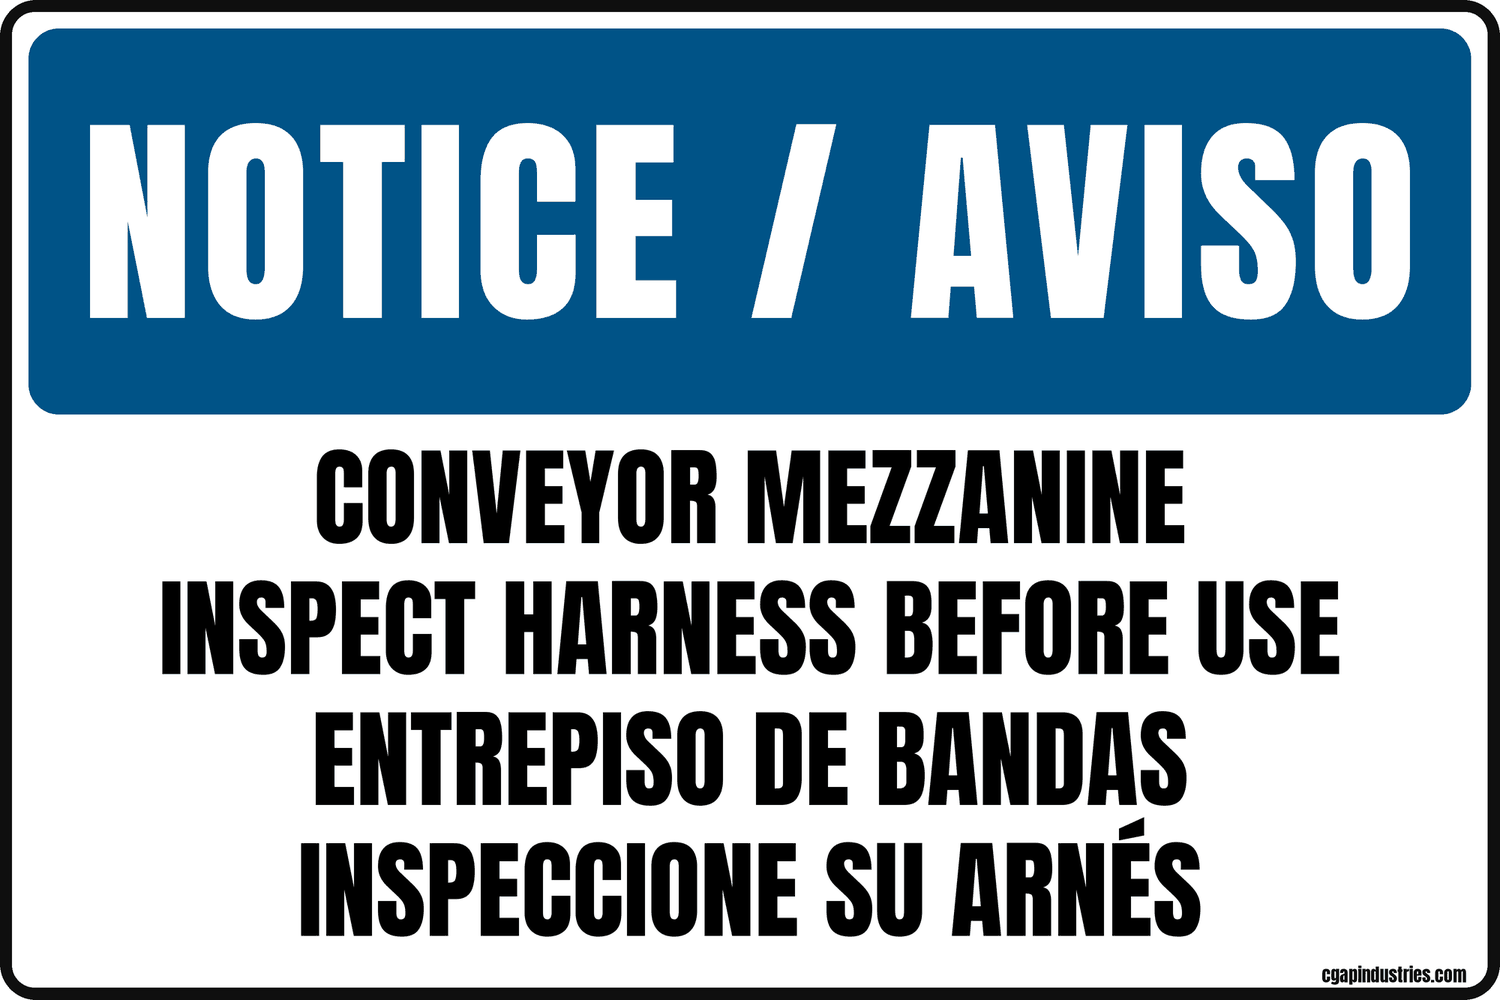 NOTICE / AVISO
CONVEYOR MEZZANINE
INSPECT HARNESS BEFORE USE
ENTREPISO DE BANDAS
INSPECCIONE SU ARNÉS
cgapindustries.com